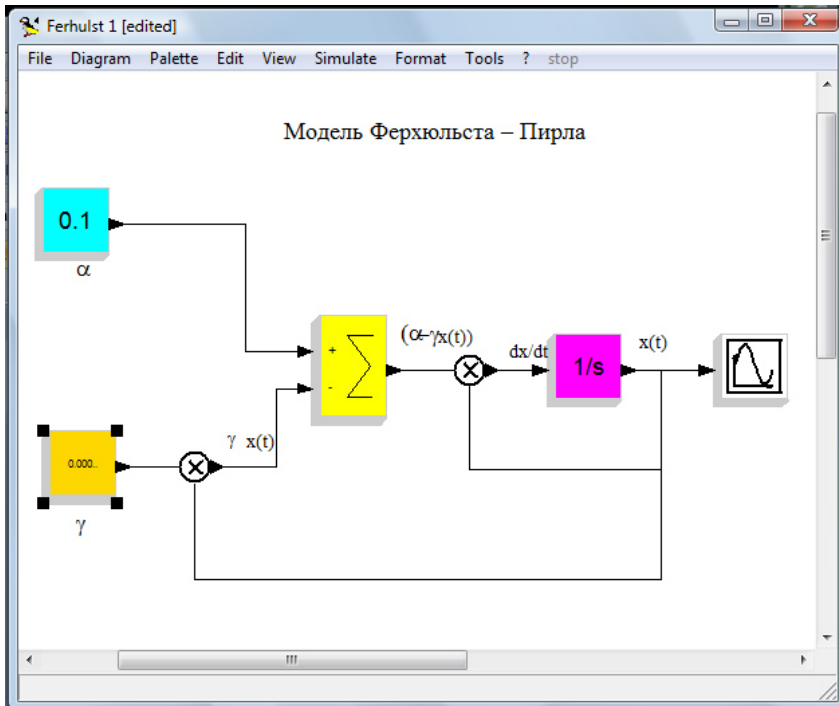 Ferhulst 1 [edited]
File Diagram Palette Edit View Simulate Format Tools ? stop
Модель Ферхюльста – Пирла
0.1
α
+
-
(α-γx(t))
dx/dt
1/s
x(t)
γ x(t)
0.000..
γ